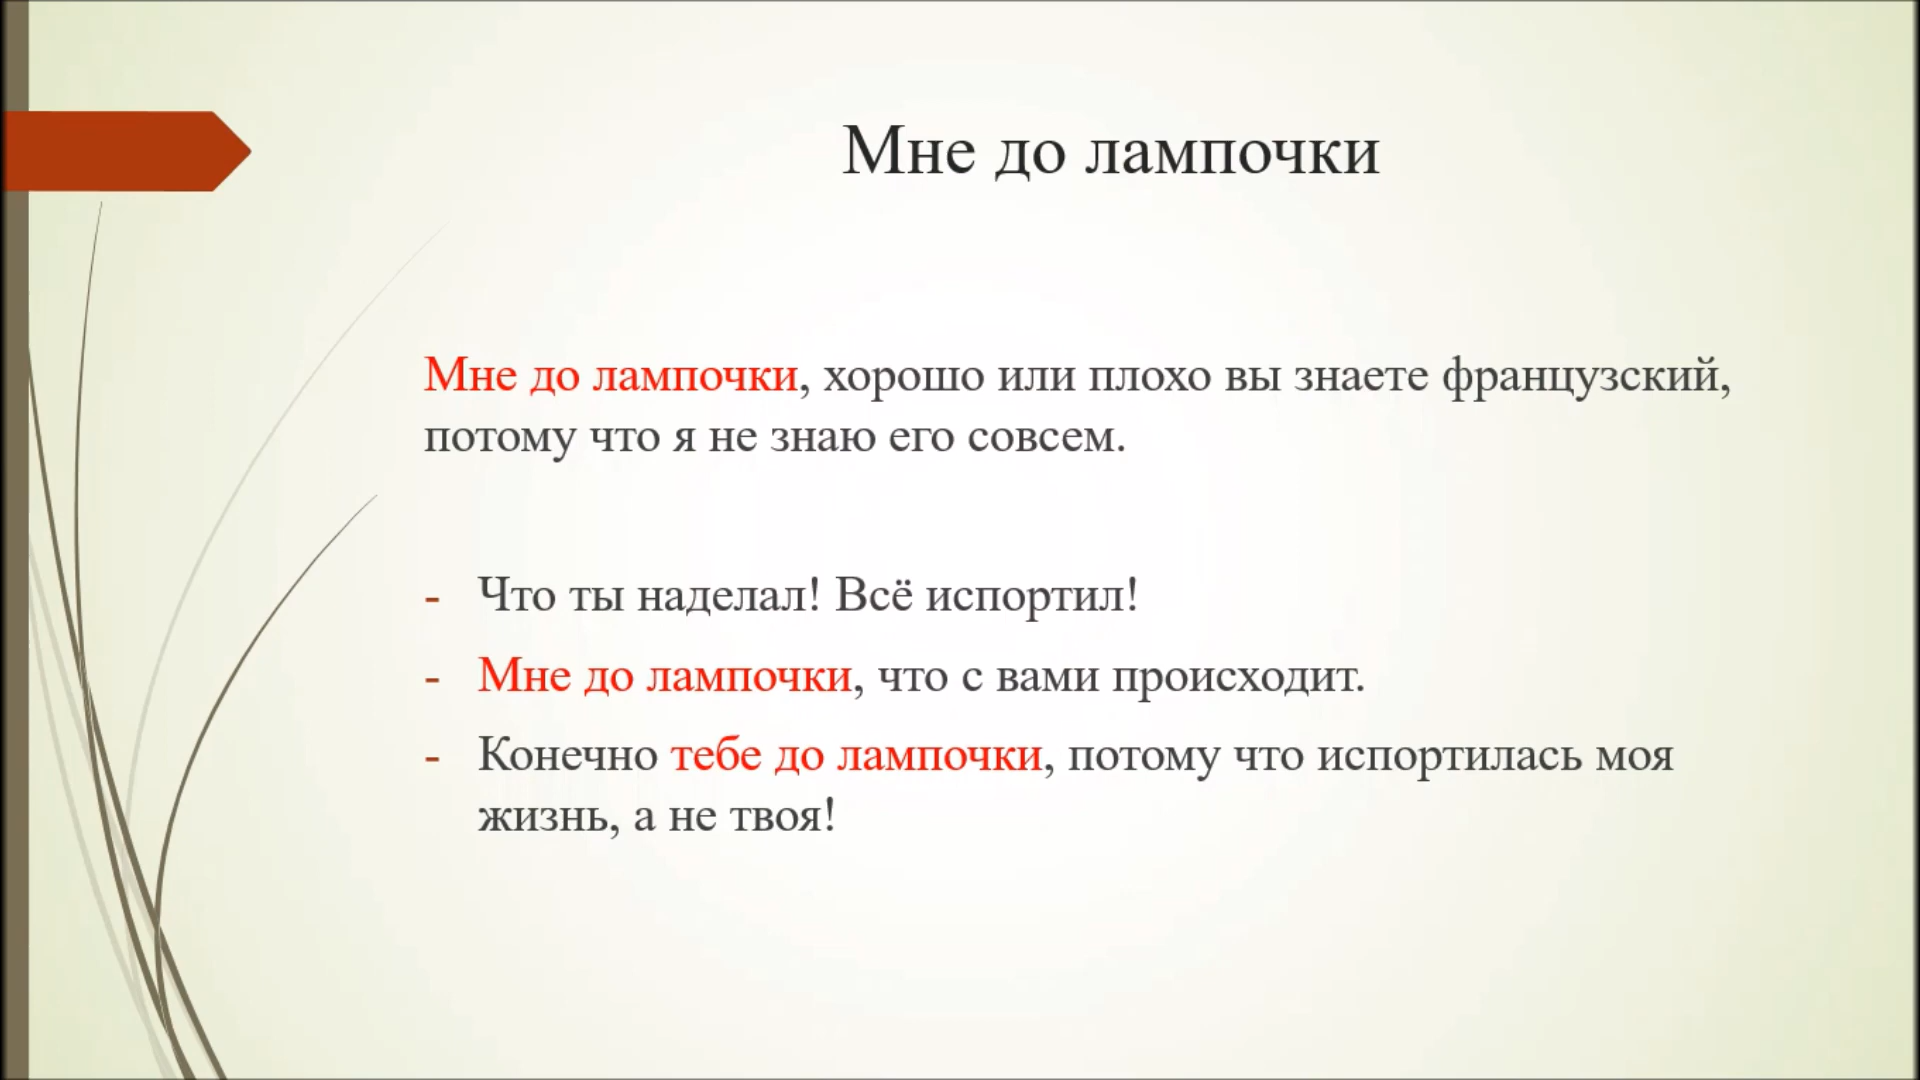 Мне до лампочки
Мне до лампочки, хорошо или плохо вы знаете французский,
потому что я не знаю его совсем.
- Что ты наделал! Всё испортил!
- Мне до лампочки, что с вами происходит.
- Конечно тебе до лампочки, потому что испортилась моя
жизнь, а не твоя!